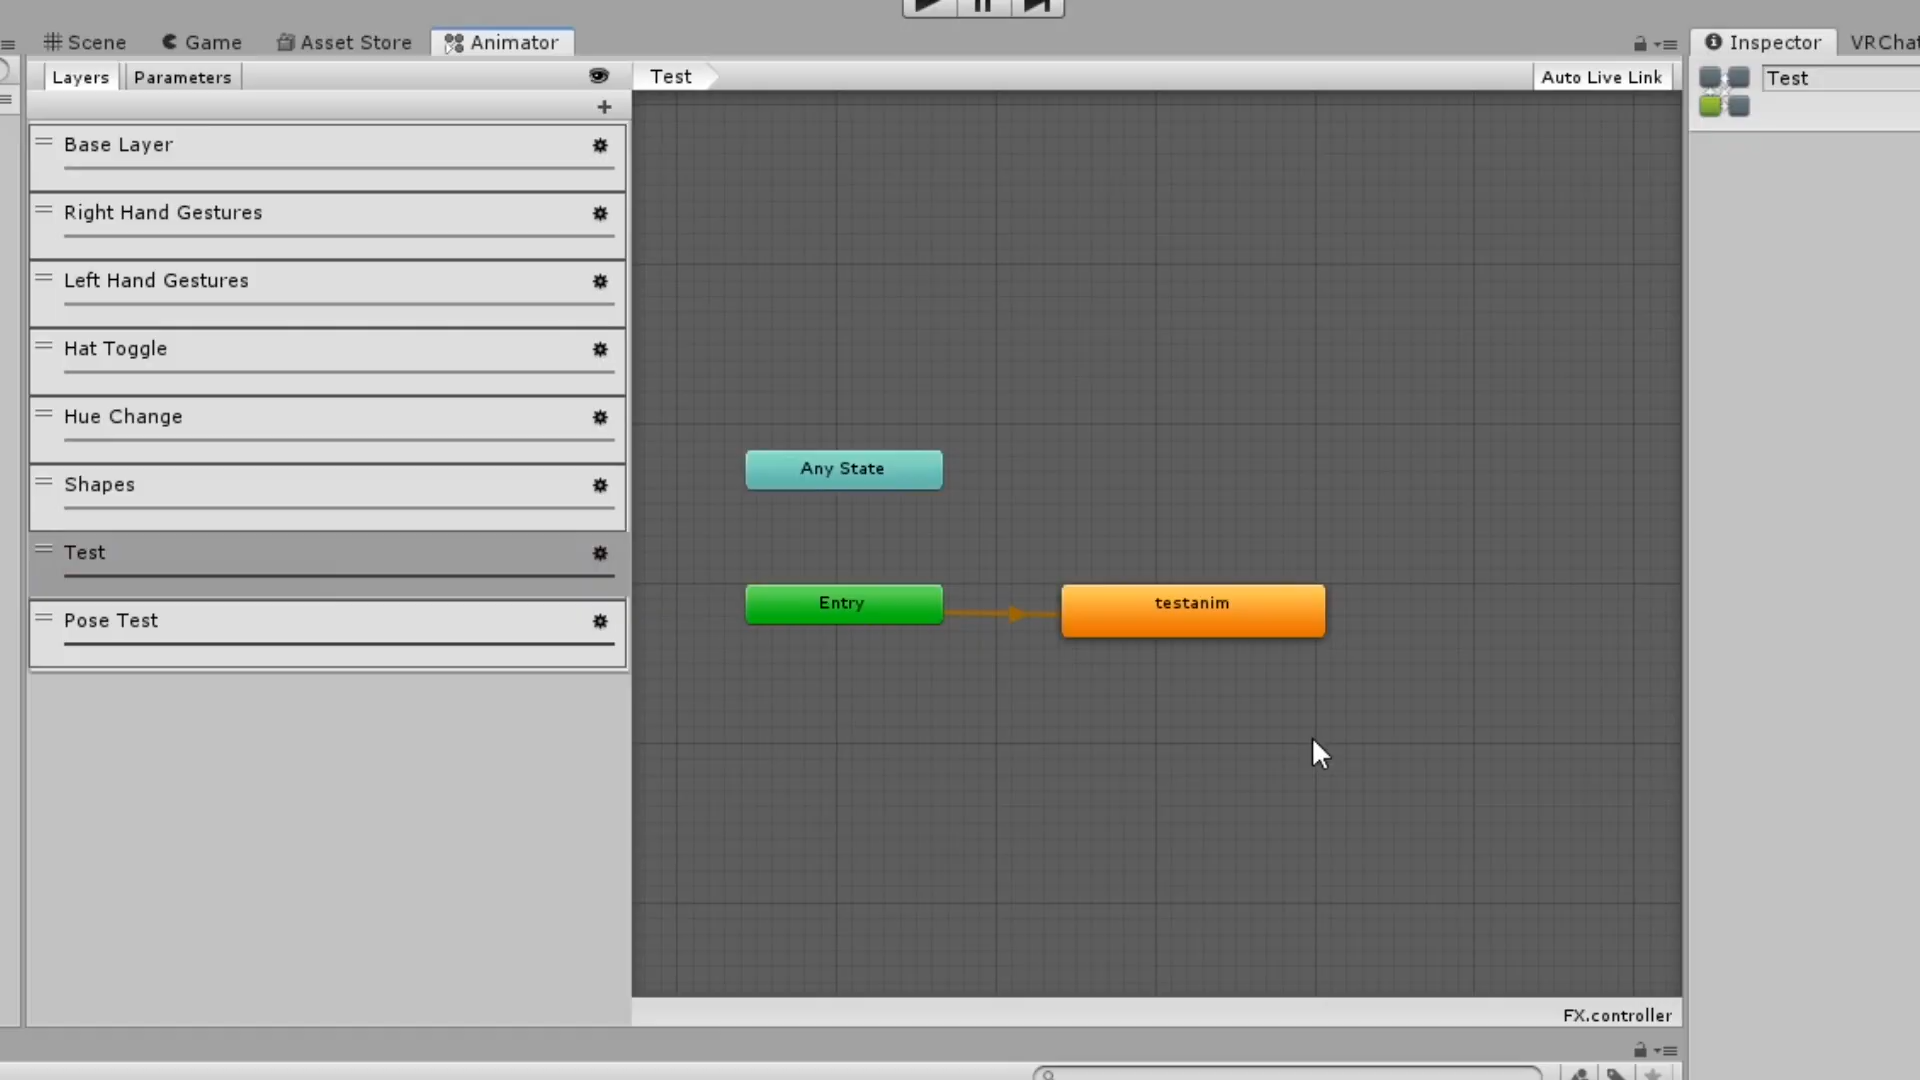 Scene
Game
Asset Store
Animator
Inspector
VRChat
Layers
Parameters
Test
Auto Live Link
Test
Base Layer
Right Hand Gestures
Left Hand Gestures
Hat Toggle
Hue Change
Shapes
Test
Pose Test
Any State
Entry
testanim
FX.controller